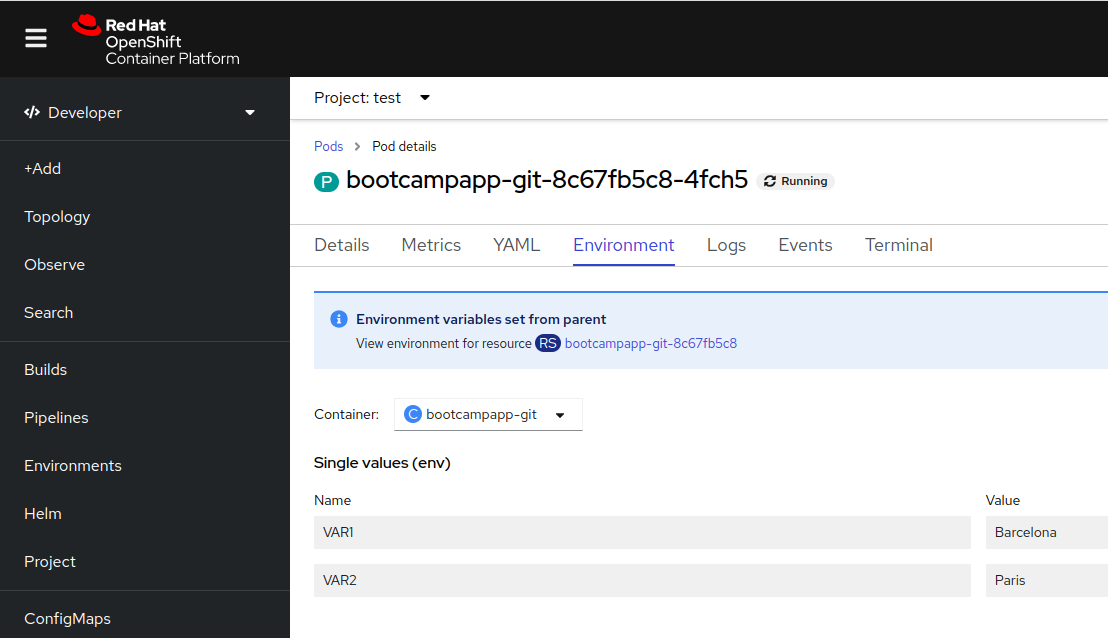 Red Hat
OpenShift
Container Platform
Developer
+Add
Topology
Observe
Search
Builds
Pipelines
Environments
Helm
Project
ConfigMaps
Project: test
Pods > Pod details
P bootcampapp-git-8c67fb5c8-4fch5 Running
Details Metrics YAML Environment Logs Events Terminal
Environment variables set from parent
View environment for resource RS bootcampapp-git-8c67fb5c8
Container: C bootcampapp-git
Single values (env)
Name Value
VAR1 Barcelona
VAR2 Paris